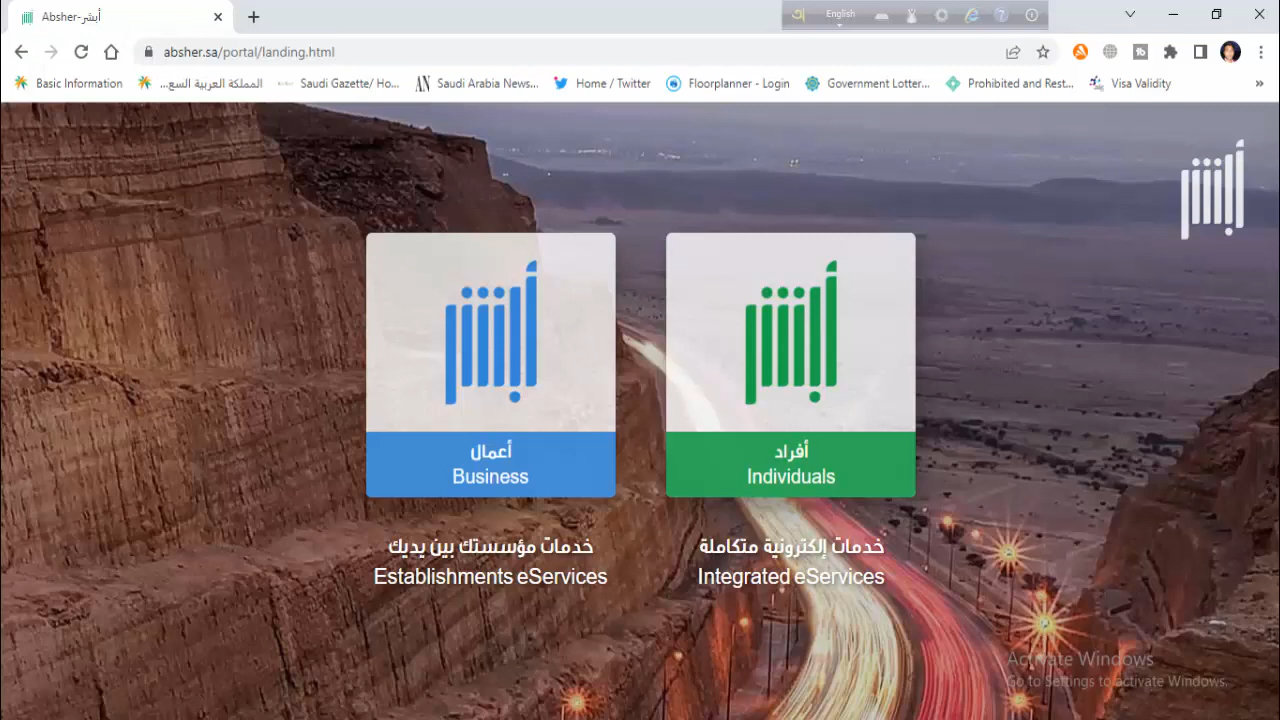 Absher-أبشر
English
absher.sa/portal/landing.html
Basic Information
المملكة العربية السع...
Saudi Gazette/ Ho...
AN Saudi Arabia News...
Home / Twitter
Floorplanner - Login
Government Lotter...
Prohibited and Rest...
Visa Validity
أبشر
أبشر
أبشر
أعمال
Business
أفراد
Individuals
خدمات مؤسستك بين يديك
Establishments eServices
خدمات إلكترونية متكاملة
Integrated eServices
Activate Windows
Go to Settings to activate Windows.